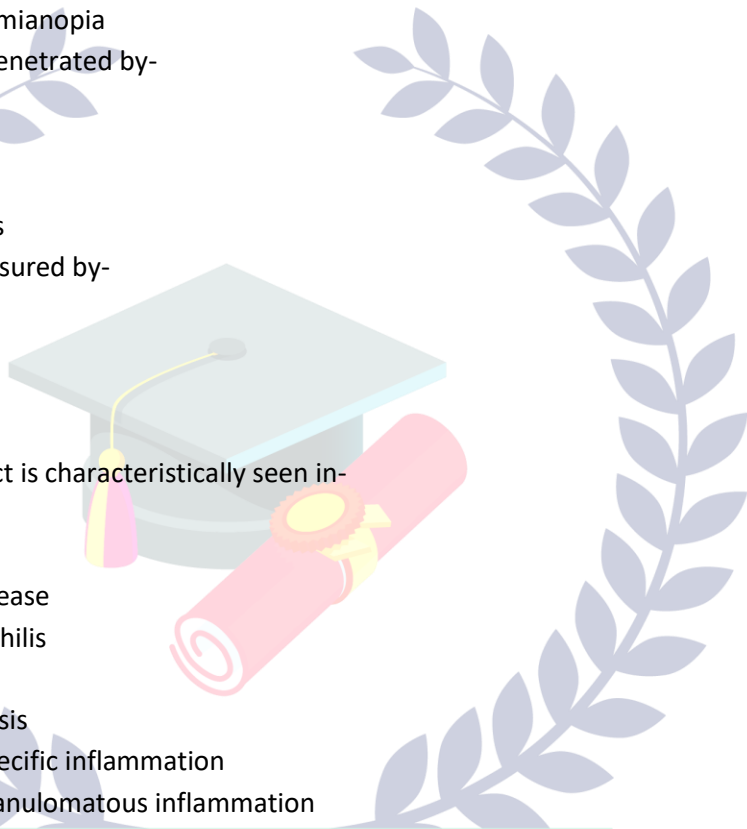 mianopia
enetrated by-
s
sured by-
ct is characteristically seen in-
ease
hilis
sis
ecific inflammation
anulomatous inflammation